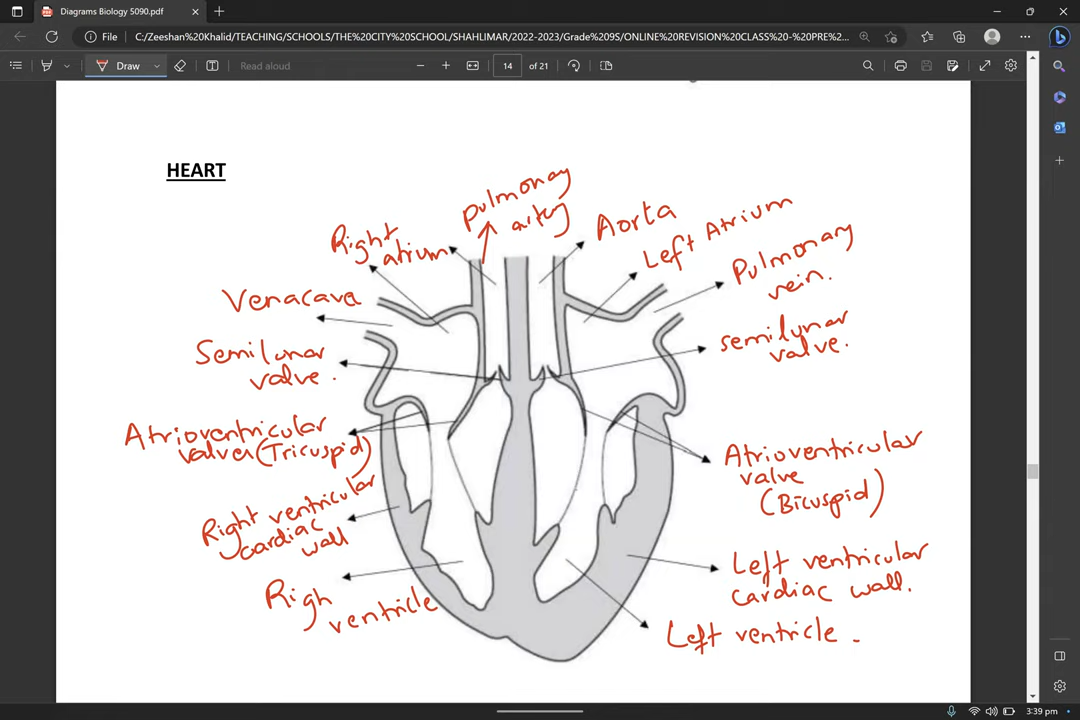 Diagrams Biology 5090.pdf
File
C:/Zeeshan%20Khalid/TEACHING/SCHOOLS/THE%20CITY%20SCHOOL/SHAHLIMAR/2022-2023/Grade%209S/ONLINE%20REVISION%20CLASS%20-%20PRE%2...
Draw
Read aloud
14 of 21
HEART
Pulmonary
artery
Right
atrium
Aorta
Left Atrium
Pulmonary
vein.
Venacava
Semilunar
valve.
semilunar
valve.
Atrioventricular
valves (Tricuspid)
Atrioventricular
valve
(Bicuspid)
Right ventricular
cardiac
wall
Left ventricular
cardiac wall.
Righ
ventricle
Left ventricle.
3:39 pm